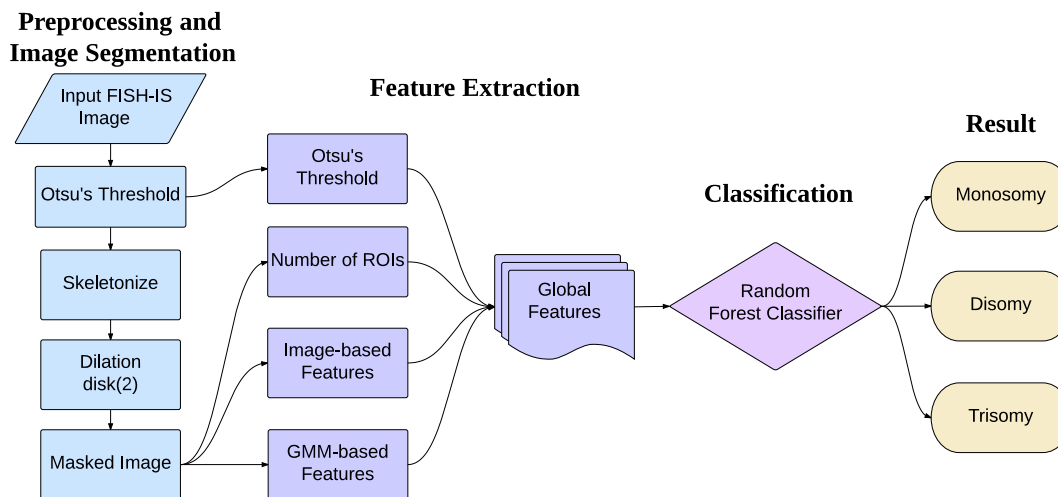 Preprocessing and
Image Segmentation
Input FISH-IS
Image
Otsu's Threshold
Skeletonize
Dilation
disk(2)
Masked Image
Feature Extraction
Otsu's
Threshold
Number of ROIs
Image-based
Features
GMM-based
Features
Global
Features
Classification
Random
Forest Classifier
Result
Monosomy
Disomy
Trisomy